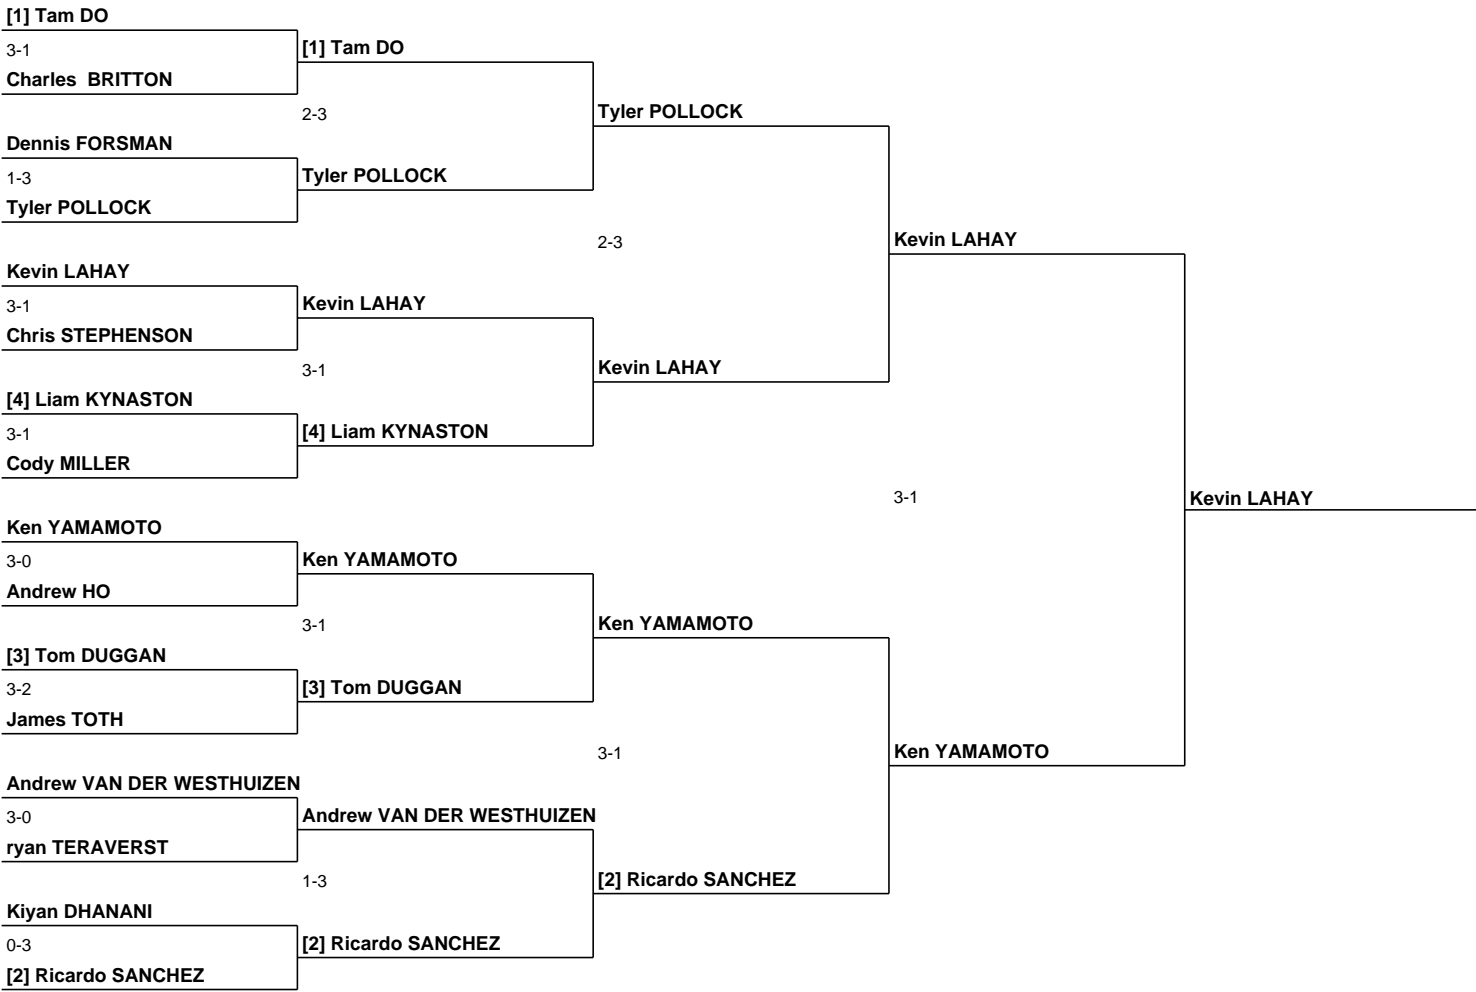 [1] Tam DO
3-1
Charles  BRITTON
Dennis FORSMAN
1-3
Tyler POLLOCK
Kevin LAHAY
3-1
Chris STEPHENSON
[4] Liam KYNASTON
3-1
Cody MILLER
Ken YAMAMOTO
3-0
Andrew HO
[3] Tom DUGGAN
3-2
James TOTH
Andrew VAN DER WESTHUIZEN
3-0
ryan TERAVERST
Kiyan DHANANI
0-3
[2] Ricardo SANCHEZ
[1] Tam DO
2-3
Tyler POLLOCK
Kevin LAHAY
3-1
[4] Liam KYNASTON
Ken YAMAMOTO
3-1
[3] Tom DUGGAN
Andrew VAN DER WESTHUIZEN
1-3
[2] Ricardo SANCHEZ
Tyler POLLOCK
2-3
Kevin LAHAY
Ken YAMAMOTO
3-1
[2] Ricardo SANCHEZ
Kevin LAHAY
3-1
Ken YAMAMOTO
Kevin LAHAY